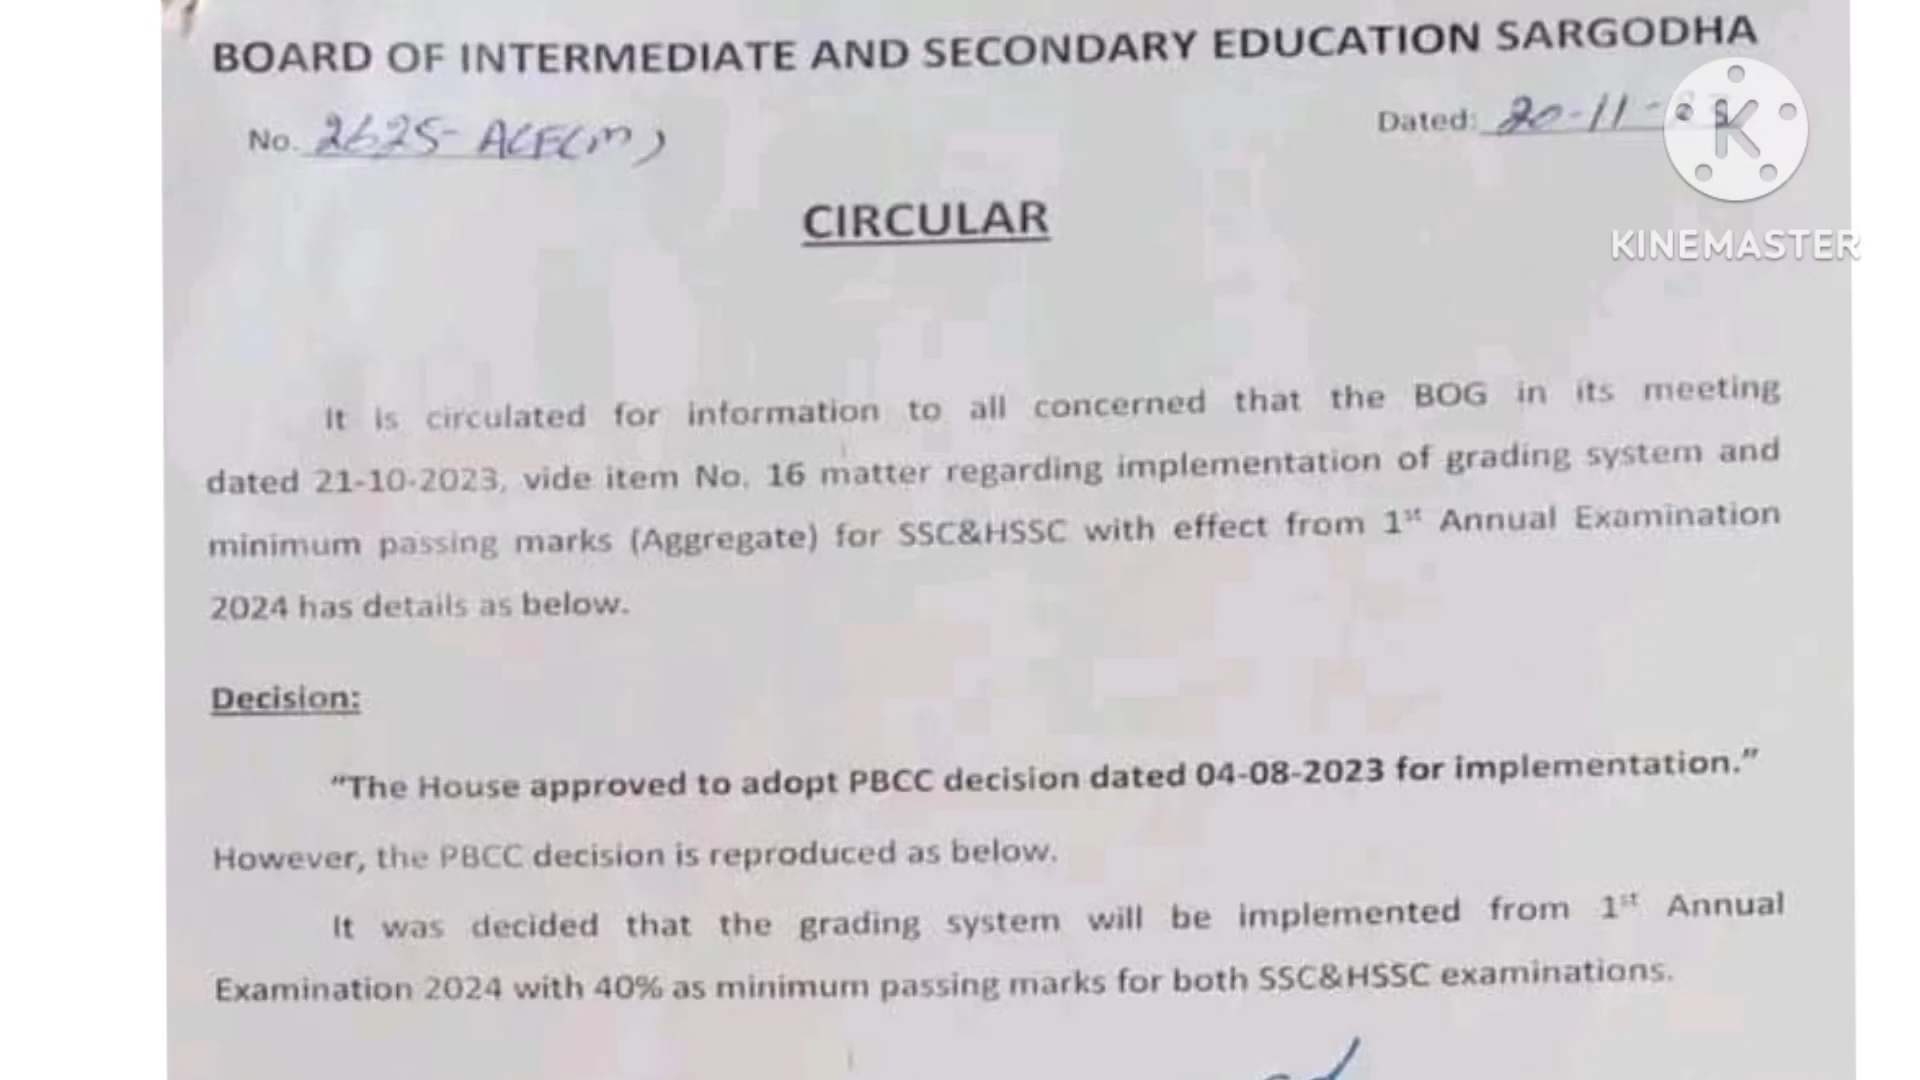 BOARD OF INTERMEDIATE AND SECONDARY EDUCATION SARGODHA
No. 2625-ACE(M) Dated: 20-11-
K
KINEMASTER
CIRCULAR
It is circulated for information to all concerned that the BOG in its meeting
dated 21-10-2023, vide item No. 16 matter regarding implementation of grading system and
minimum passing marks (Aggregate) for SSC&HSSC with effect from 1st Annual Examination
2024 has details as below.
Decision:
“The House approved to adopt PBCC decision dated 04-08-2023 for implementation.”
However, the PBCC decision is reproduced as below.
It was decided that the grading system will be implemented from 1st Annual
Examination 2024 with 40% as minimum passing marks for both SSC&HSSC examinations.